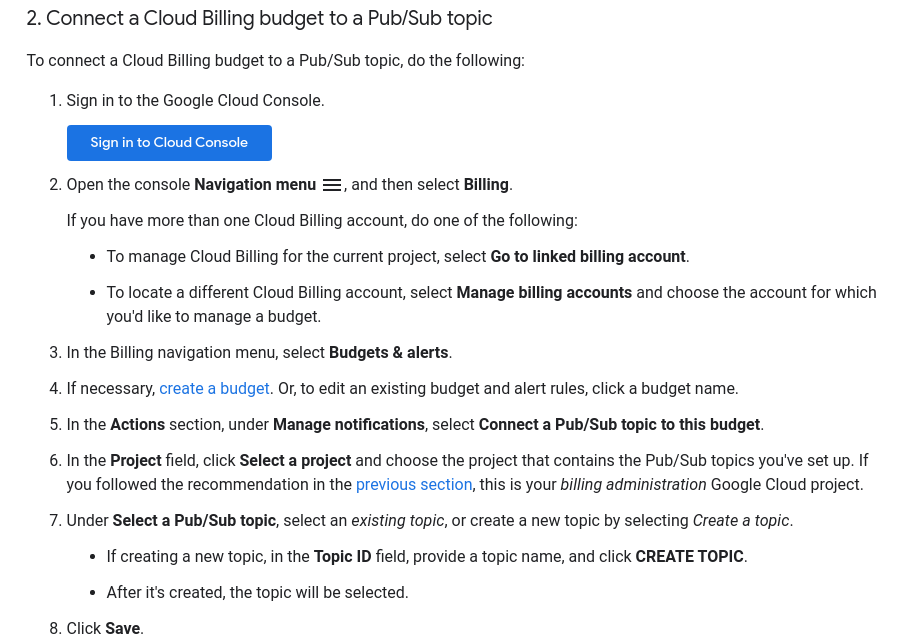 2. Connect a Cloud Billing budget to a Pub/Sub topic
To connect a Cloud Billing budget to a Pub/Sub topic, do the following:
1. Sign in to the Google Cloud Console.
Sign in to Cloud Console
2. Open the console Navigation menu , and then select Billing.
If you have more than one Cloud Billing account, do one of the following:
• To manage Cloud Billing for the current project, select Go to linked billing account.
• To locate a different Cloud Billing account, select Manage billing accounts and choose the account for which
you'd like to manage a budget.
3. In the Billing navigation menu, select Budgets & alerts.
4. If necessary, create a budget. Or, to edit an existing budget and alert rules, click a budget name.
5. In the Actions section, under Manage notifications, select Connect a Pub/Sub topic to this budget.
6. In the Project field, click Select a project and choose the project that contains the Pub/Sub topics you've set up. If
you followed the recommendation in the previous section, this is your billing administration Google Cloud project.
7. Under Select a Pub/Sub topic, select an existing topic, or create a new topic by selecting Create a topic.
• If creating a new topic, in the Topic ID field, provide a topic name, and click CREATE TOPIC.
• After it's created, the topic will be selected.
8. Click Save.